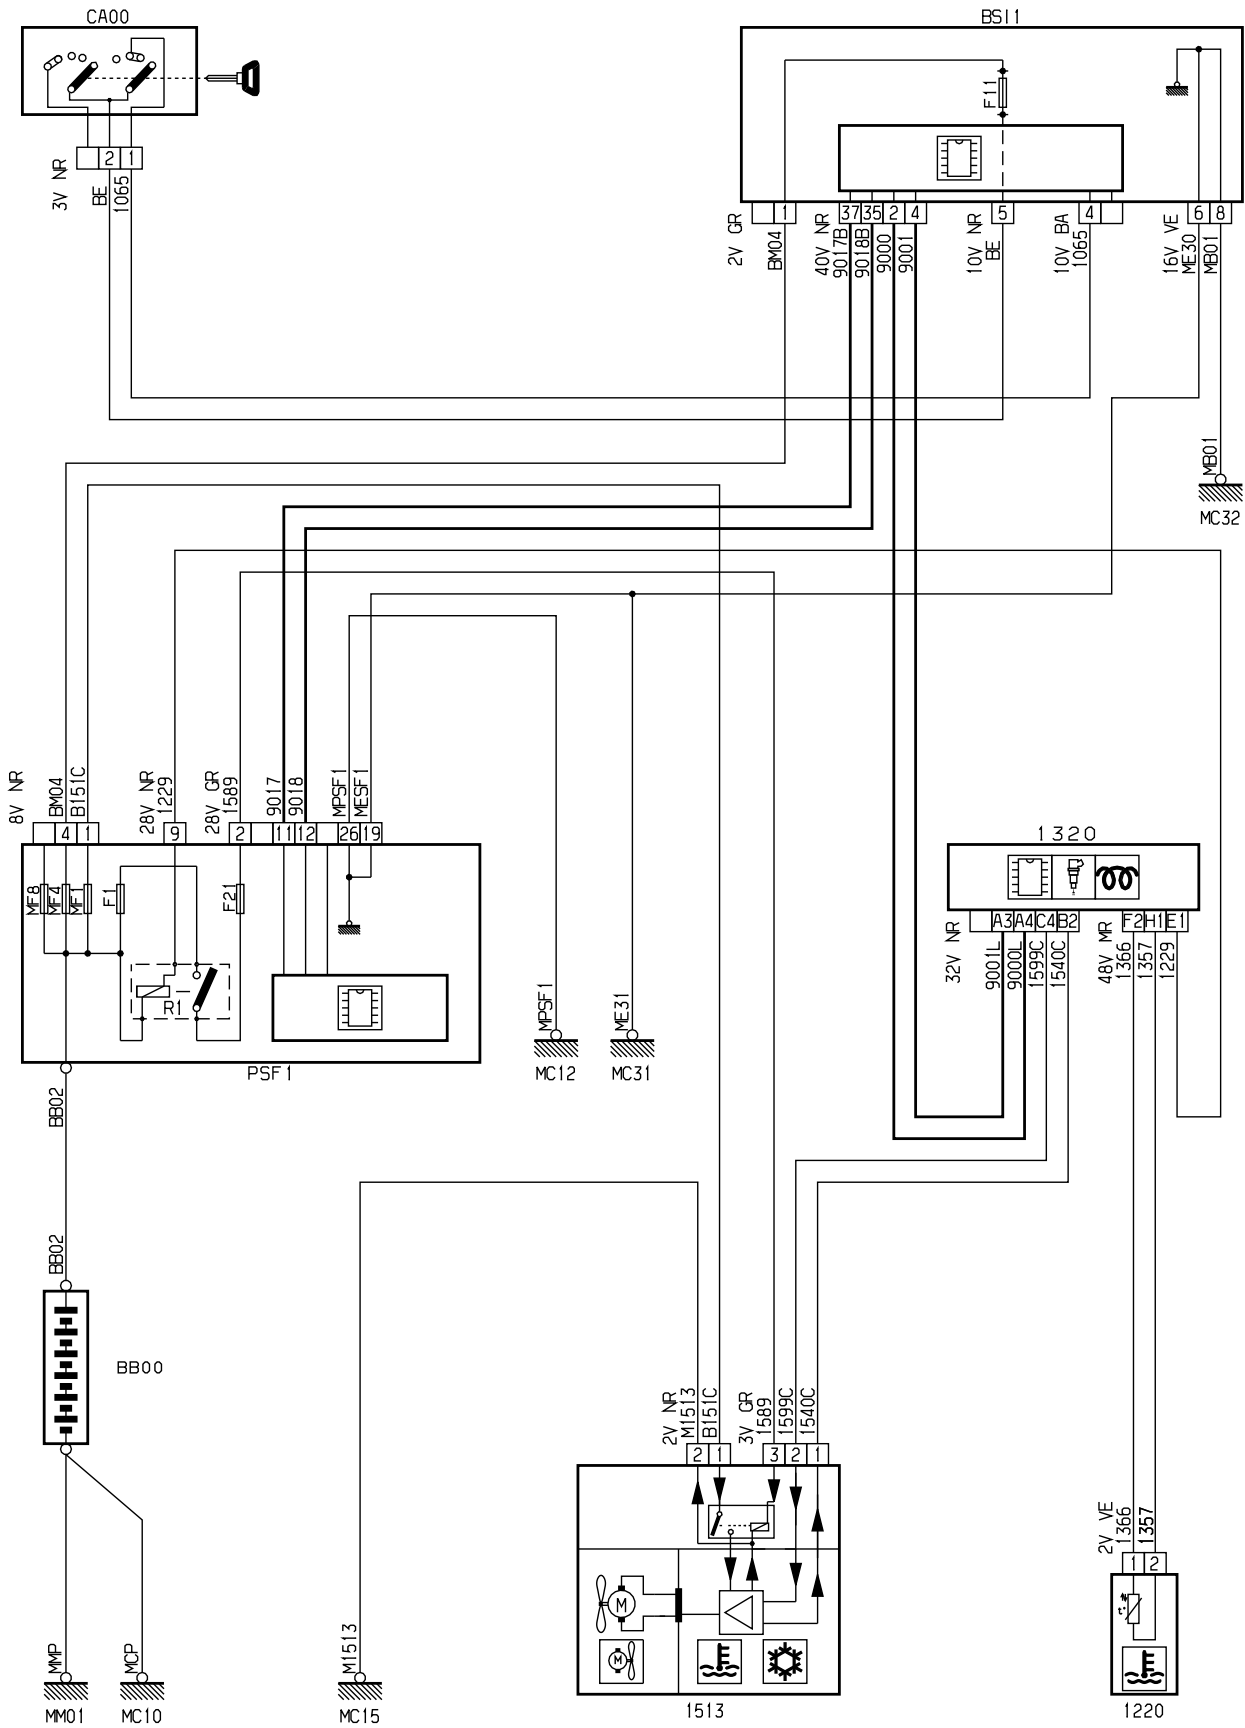 CA00
BSI1
F11
3V NR
2
1
BE
1065
1
37
35
2
4
5
4
6
8
2V GR
BM04
40V NR
9017B
9018B
9000
9001
10V NR
BE
10V BA
1065
16V VE
ME30
MB01
MB01
MC32
8V NR
BM04
B151C
28V NR
1229
28V GR
1589
9017
9018
MPSF1
MESF1
4
1
9
2
11
12
26
19
MF8
MF4
MF1
F1
F21
R1
PSF1
1320
A3
A4
C4
B2
F2
H1
E1
32V NR
9001L
9000L
1599C
1540C
48V MR
1366
1357
1229
MPSF1
MC12
ME31
MC31
BB02
BB02
BB00
2V NR
M1513
B151C
3V GR
1589
1599C
1540C
2
1
3
2
1
M
M
1513
2V VE
1366
1357
1
2
t°
1220
MMP
MM01
MCP
MC10
M1513
MC15